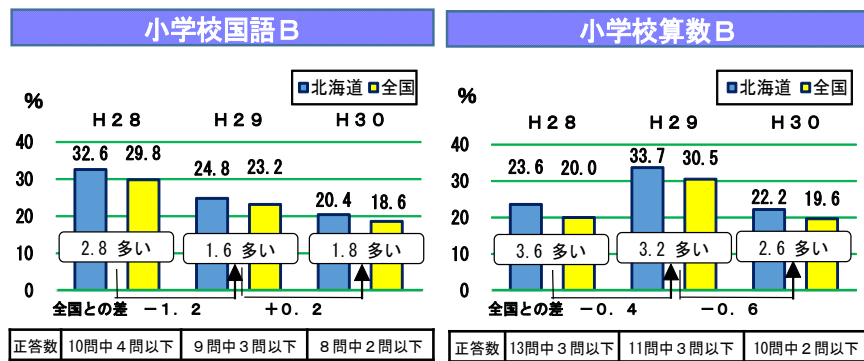 小学校国語Ｂ
■北海道 ■全国
%
Ｈ２８ Ｈ２９ Ｈ３０
40
30
20
10
0
32.6 29.8 24.8 23.2 20.4 18.6
2.8 多い 1.6 多い 1.8 多い
全国との差 －１．２ ＋０．２
正答数 10問中４問以下 ９問中３問以下 ８問中２問以下
小学校算数Ｂ
■北海道 ■全国
%
Ｈ２８ Ｈ２９ Ｈ３０
40
30
20
10
0
23.6 20.0 33.7 30.5 22.2 19.6
3.6 多い 3.2 多い 2.6 多い
全国との差 －０．４ －０．６
正答数 13問中３問以下 11問中３問以下 10問中２問以下